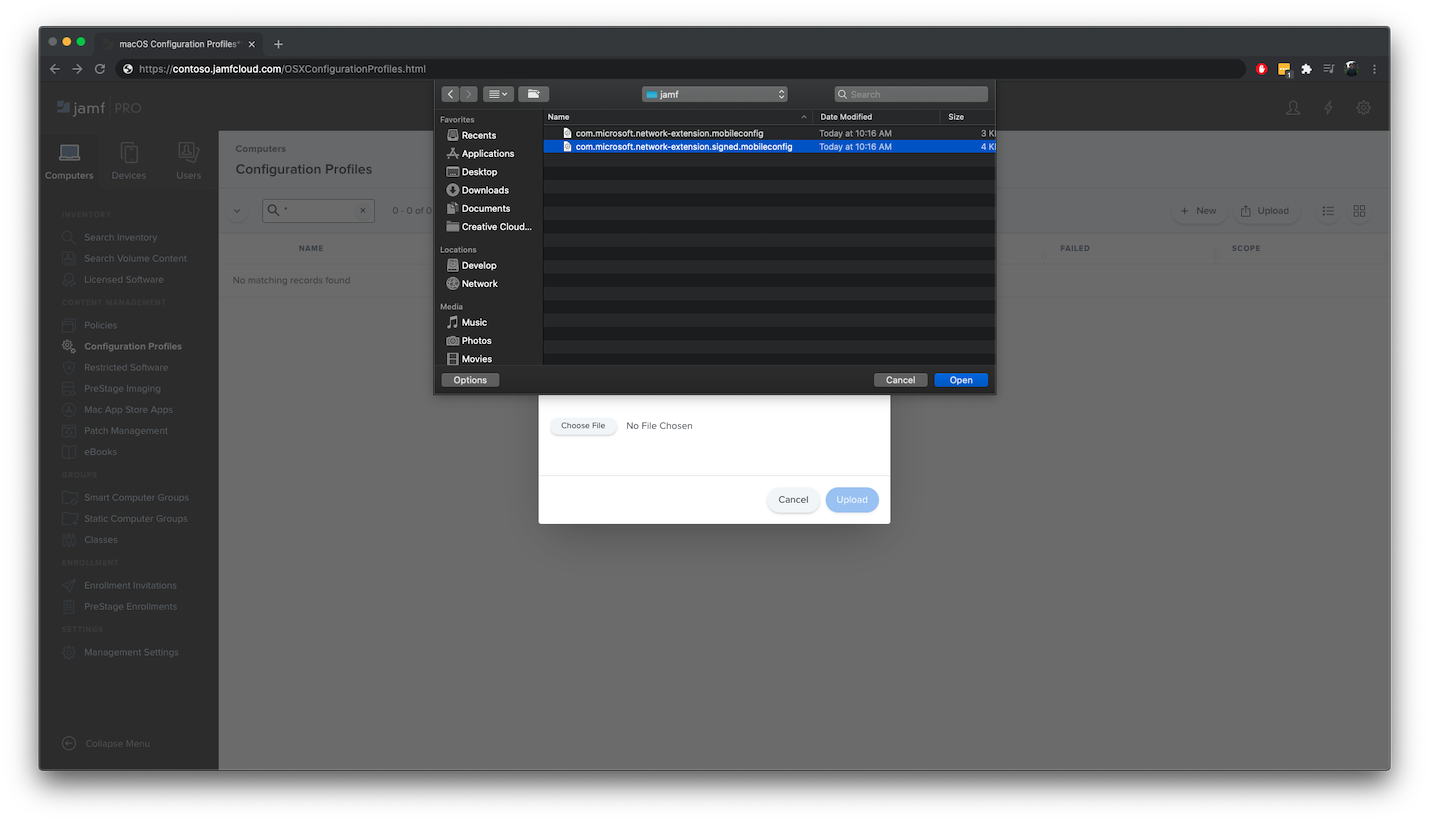 macOS Configuration Profiles
https://contoso.jamfcloud.com/OSXConfigurationProfiles.html
1
jamf PRO
jamf
Search
Computers
Devices
Users
Favorites
Recents
Applications
Desktop
Downloads
Documents
Creative Cloud...
Locations
Develop
Network
Media
Music
Photos
Movies
Name
Date Modified
Size
com.microsoft.network-extension.mobileconfig
Today at 10:16 AM
com.microsoft.network-extension.signed.mobileconfig
Today at 10:16 AM
Options
Cancel
Open
Computers
Configuration Profiles
*
0 - 0 of 0
+ New
Upload
NAME
FAILED
SCOPE
No matching records found
INVENTORY
Search Inventory
Search Volume Content
Licensed Software
CONTENT MANAGEMENT
Policies
Configuration Profiles
Restricted Software
PreStage Imaging
Mac App Store Apps
Patch Management
eBooks
GROUPS
Smart Computer Groups
Static Computer Groups
Classes
ENROLLMENT
Enrollment Invitations
PreStage Enrollments
SETTINGS
Management Settings
Collapse Menu
Choose File
No File Chosen
Cancel
Upload